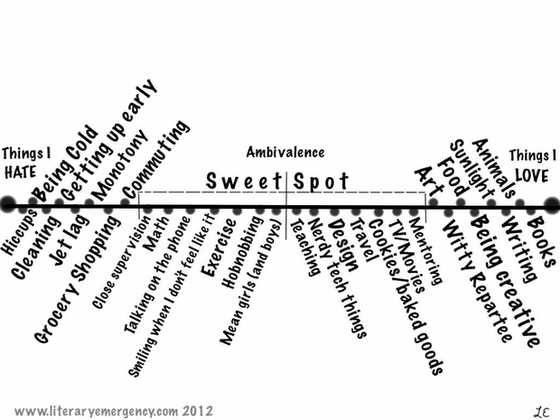 Things I
HATE
Being Cold
Getting up early
Monotony
Commuting
Ambivalence
Sweet Spot
Art
Food
Sunlight
Animals
Things I
LOVE
Hiccups
Cleaning
Jet lag
Grocery Shopping
Close supervision
Math
Talking on the phone
Smiling when I don't feel like it
Exercise
Hobnobbing
Mean girls (and boys)
Teaching
Nerdy Tech things
Design
Travel
Cookies/baked goods
TV/Movies
Mentoring
Witty Repartee
Being creative
Writing
Books
www.literaryemergency.com 2012
LE